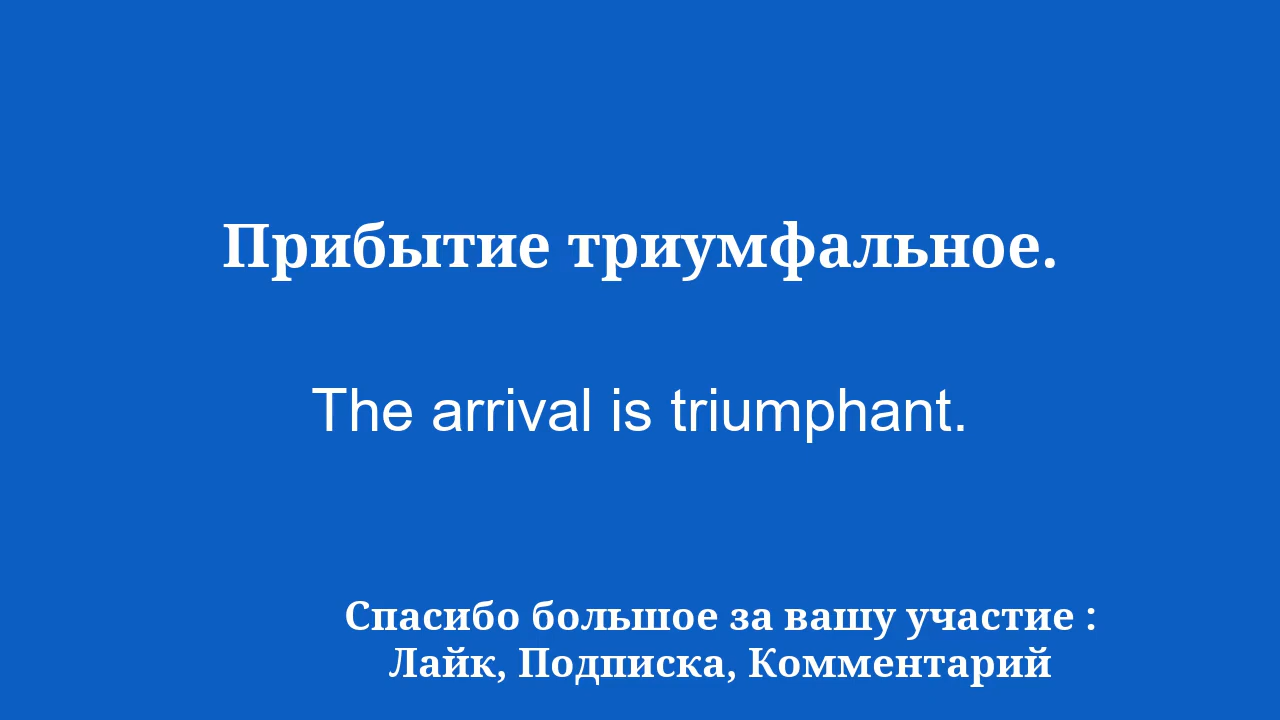 Прибытие триумфальное.
The arrival is triumphant.
Спасибо большое за вашу участие :
Лайк, Подписка, Комментарий